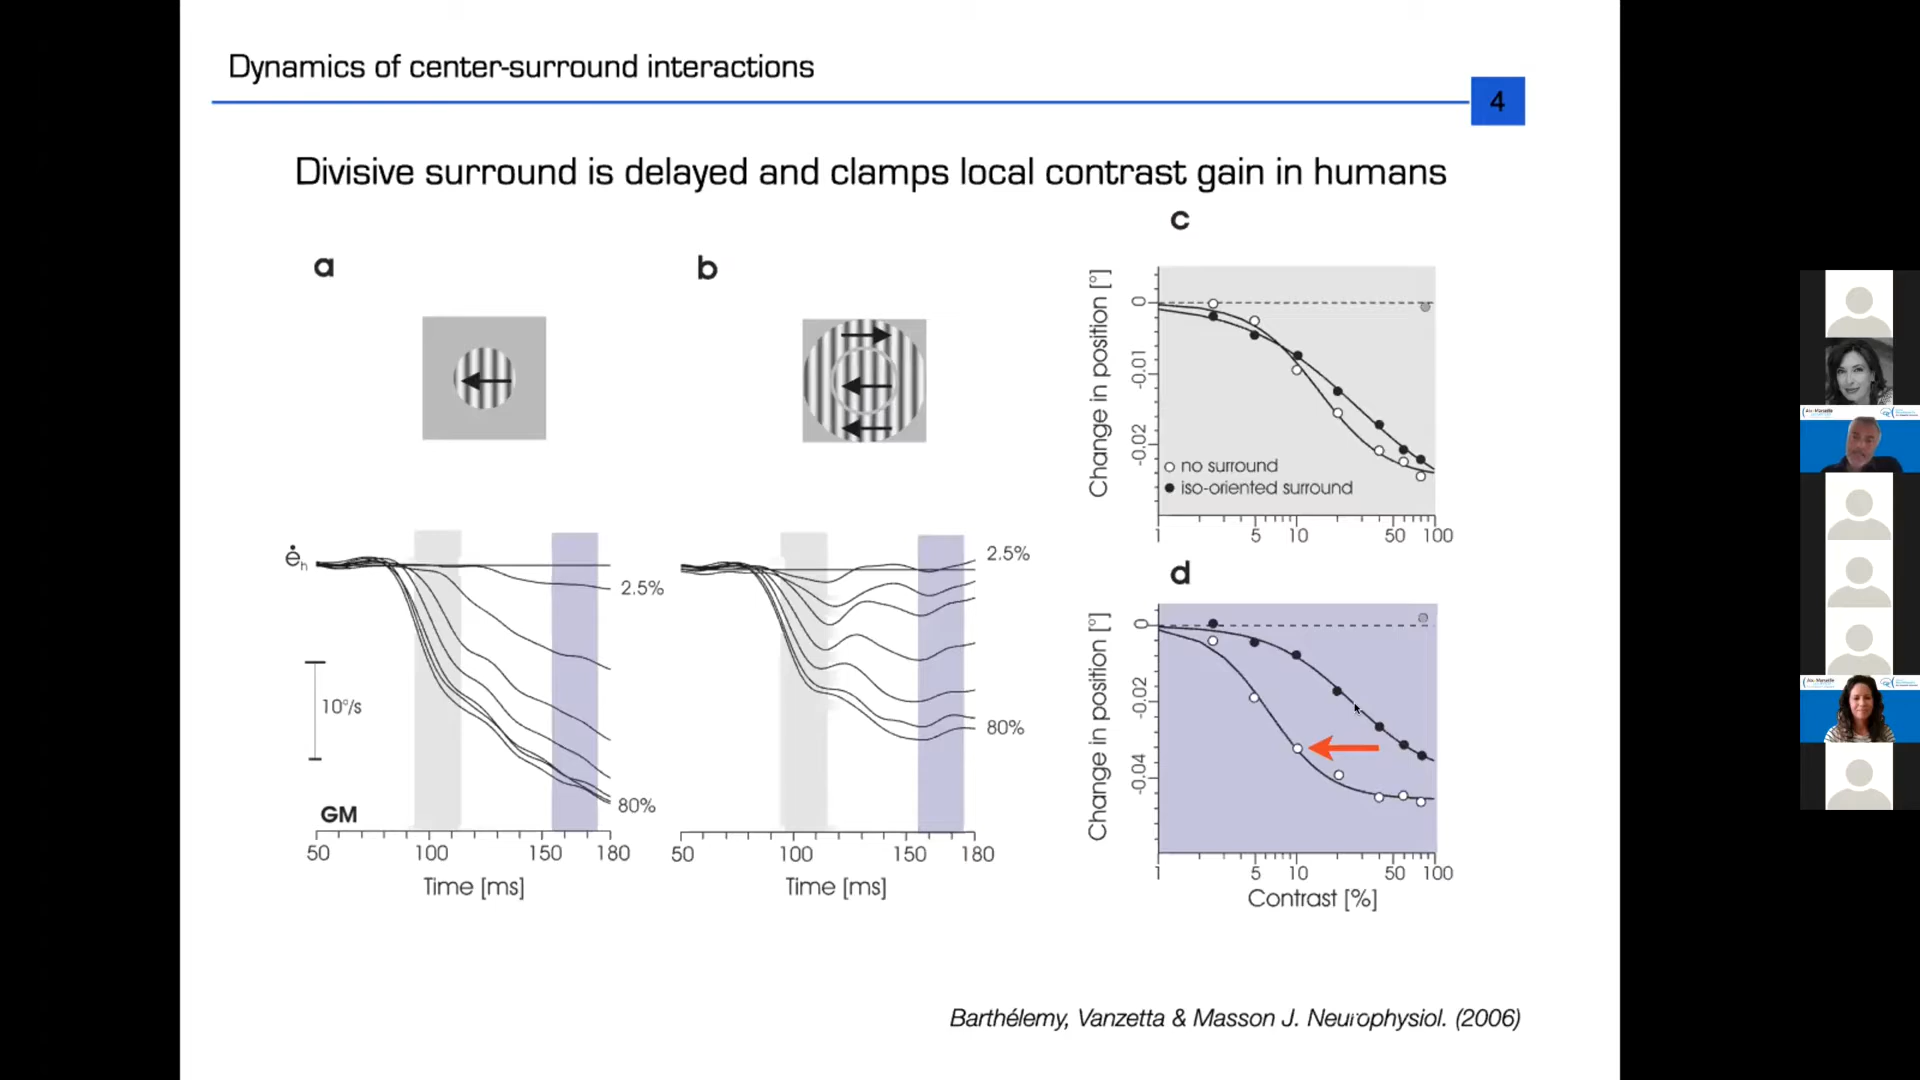 Dynamics of center-surround interactions
4
Divisive surround is delayed and clamps local contrast gain in humans
a
b
c
Change in position [°]
0
-0.01
-0.02
no surround
iso-oriented surround
1 5 10 50 100
ėh
2.5%
80%
10°/s
GM
50 100 150 180
Time [ms]
2.5%
80%
50 100 150 180
Time [ms]
d
Change in position [°]
0
-0.02
-0.04
1 5 10 50 100
Contrast [%]
Barthélemy, Vanzetta & Masson J. Neurophysiol. (2006)